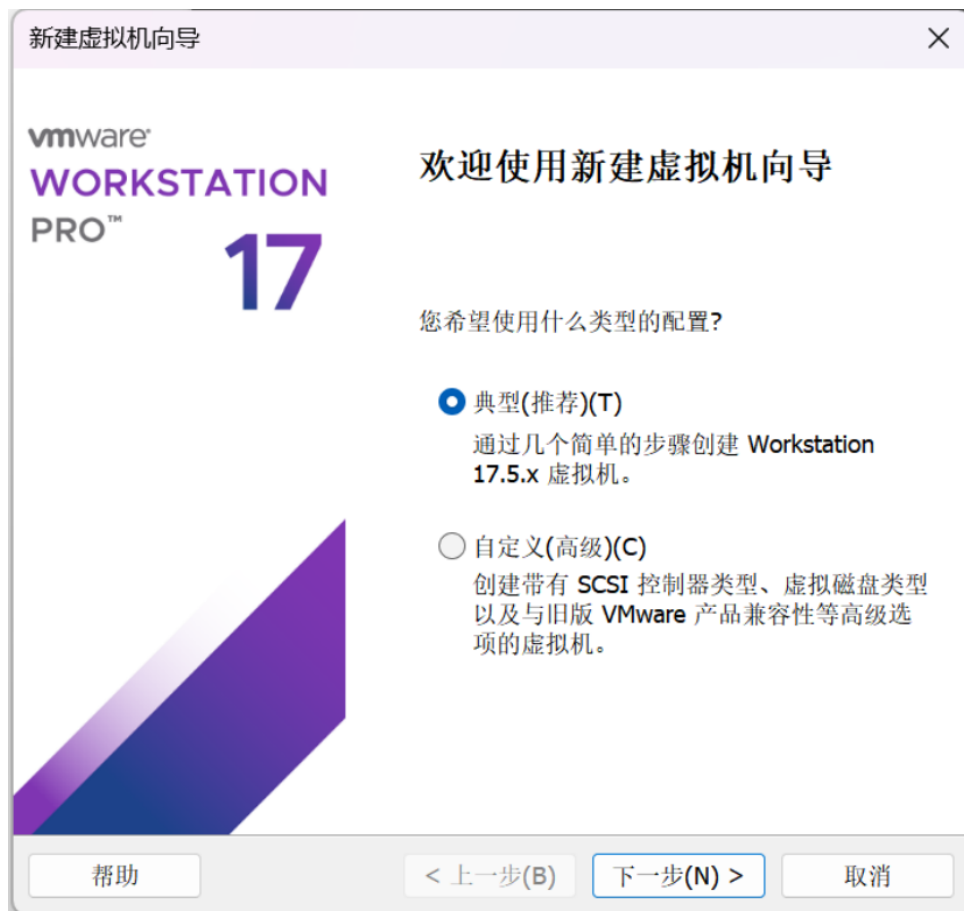 新建虚拟机向导
vmware®
WORKSTATION
PRO™
17
欢迎使用新建虚拟机向导
您希望使用什么类型的配置?
典型(推荐)(T)
通过几个简单的步骤创建 Workstation
17.5.x 虚拟机。
自定义(高级)(C)
创建带有 SCSI 控制器类型、虚拟磁盘类型
以及与旧版 VMware 产品兼容性等高级选
项的虚拟机。
帮助
< 上一步(B)
下一步(N) >
取消